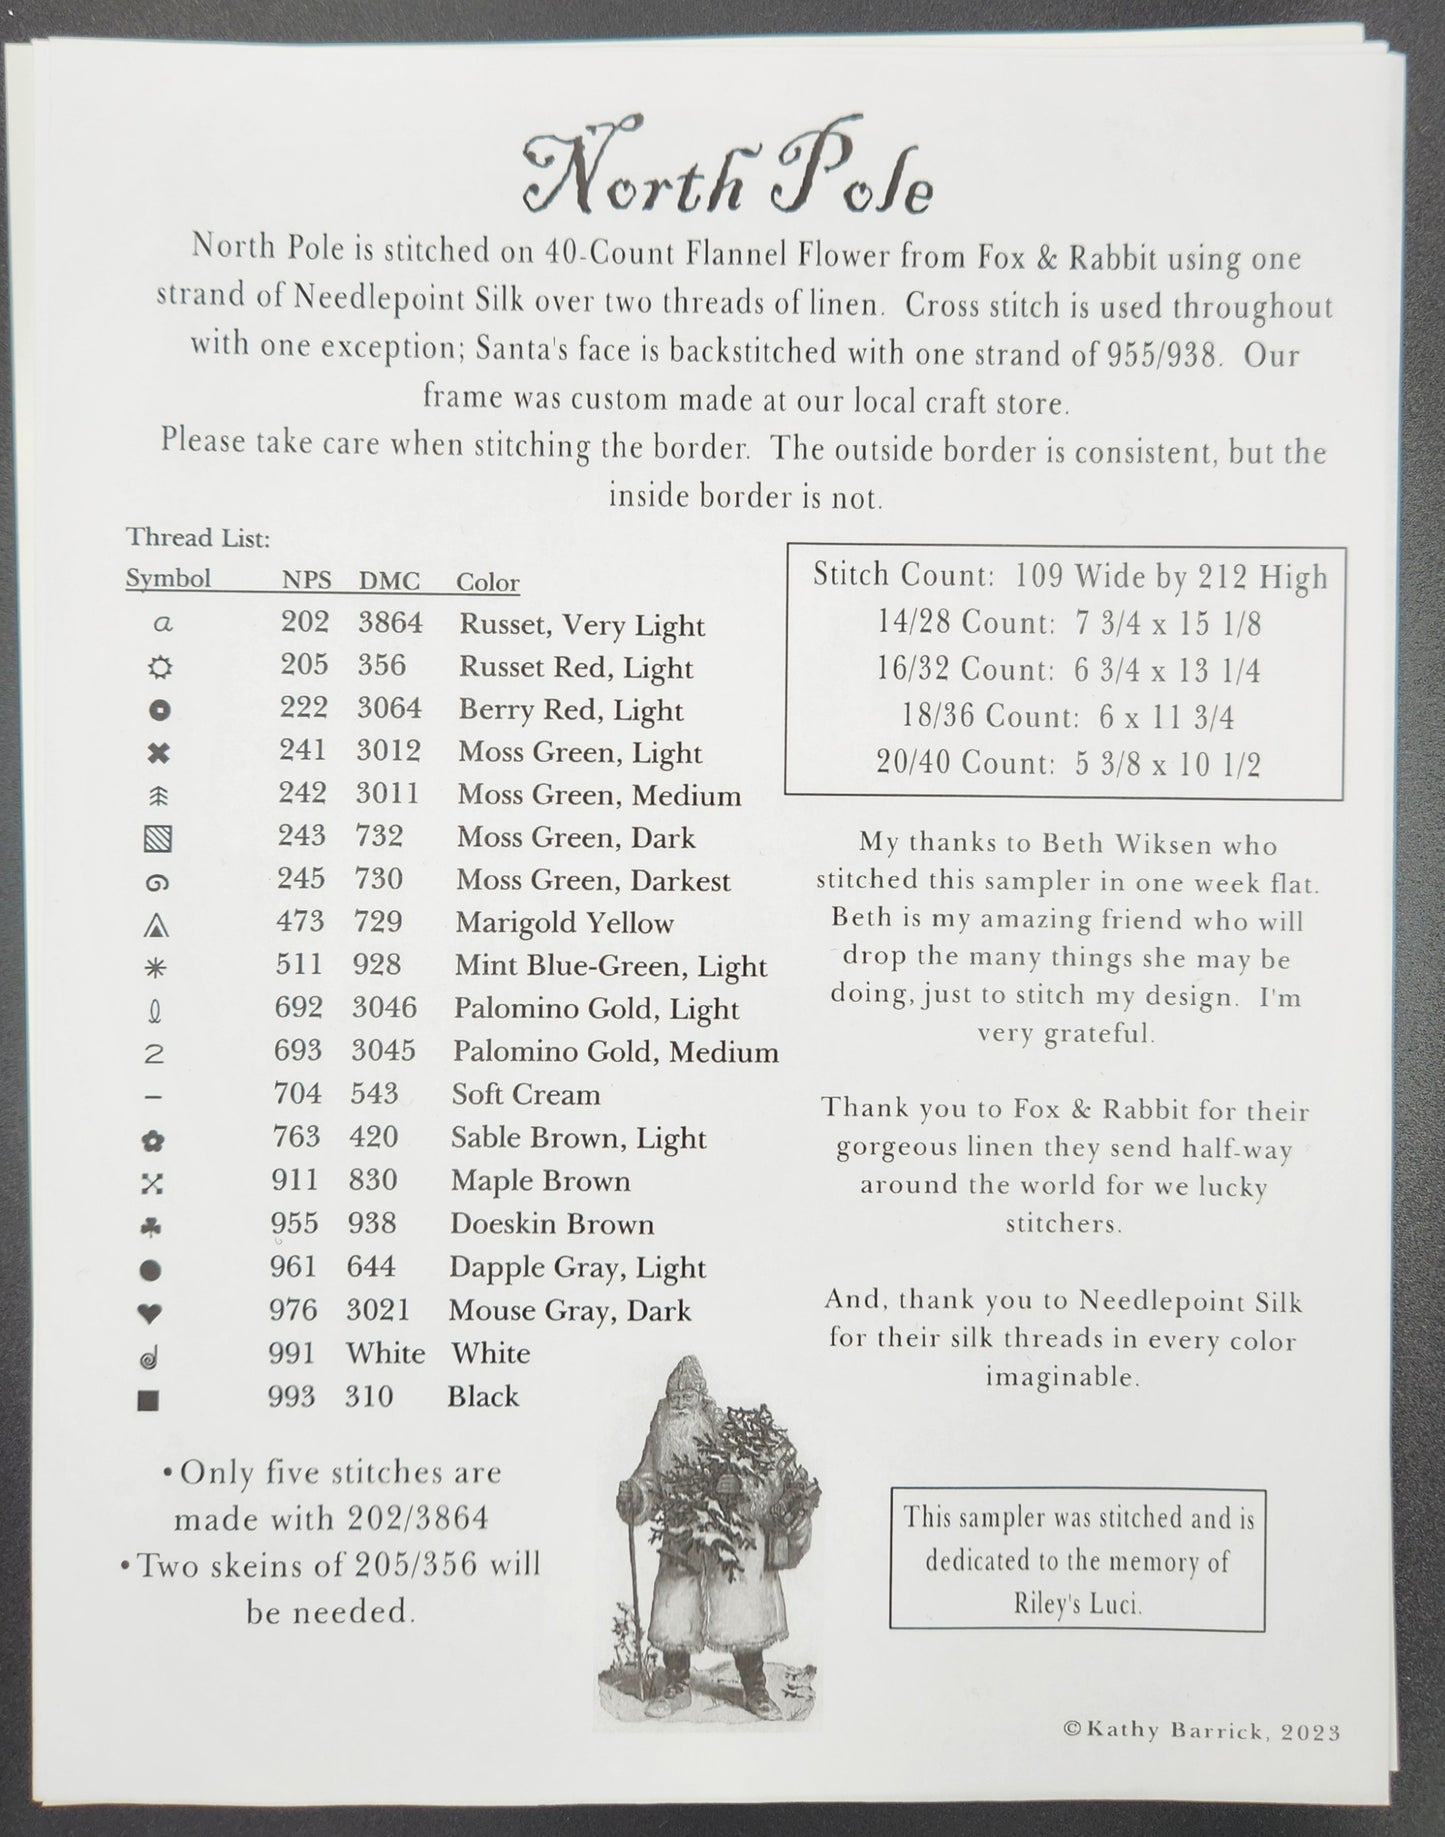 North Pole
North Pole is stitched on 40-Count Flannel Flower from Fox & Rabbit using one
strand of Needlepoint Silk over two threads of linen. Cross stitch is used throughout
with one exception; Santa's face is backstitched with one strand of 955/938. Our
frame was custom made at our local craft store.
Please take care when stitching the border. The outside border is consistent, but the
inside border is not.
Thread List:
Symbol NPS DMC Color
a 202 3864 Russet, Very Light
205 356 Russet Red, Light
222 3064 Berry Red, Light
241 3012 Moss Green, Light
242 3011 Moss Green, Medium
243 732 Moss Green, Dark
245 730 Moss Green, Darkest
473 729 Marigold Yellow
511 928 Mint Blue-Green, Light
692 3046 Palomino Gold, Light
2 693 3045 Palomino Gold, Medium
– 704 543 Soft Cream
763 420 Sable Brown, Light
911 830 Maple Brown
955 938 Doeskin Brown
961 644 Dapple Gray, Light
976 3021 Mouse Gray, Dark
991 White White
993 310 Black
•Only five stitches are
made with 202/3864
•Two skeins of 205/356 will
be needed.
Stitch Count: 109 Wide by 212 High
14/28 Count: 7 3/4 x 15 1/8
16/32 Count: 6 3/4 x 13 1/4
18/36 Count: 6 x 11 3/4
20/40 Count: 5 3/8 x 10 1/2
My thanks to Beth Wiksen who
stitched this sampler in one week flat.
Beth is my amazing friend who will
drop the many things she may be
doing, just to stitch my design. I'm
very grateful.
Thank you to Fox & Rabbit for their
gorgeous linen they send half-way
around the world for we lucky
stitchers.
And, thank you to Needlepoint Silk
for their silk threads in every color
imaginable.
This sampler was stitched and is
dedicated to the memory of
Riley's Luci.
©Kathy Barrick, 2023